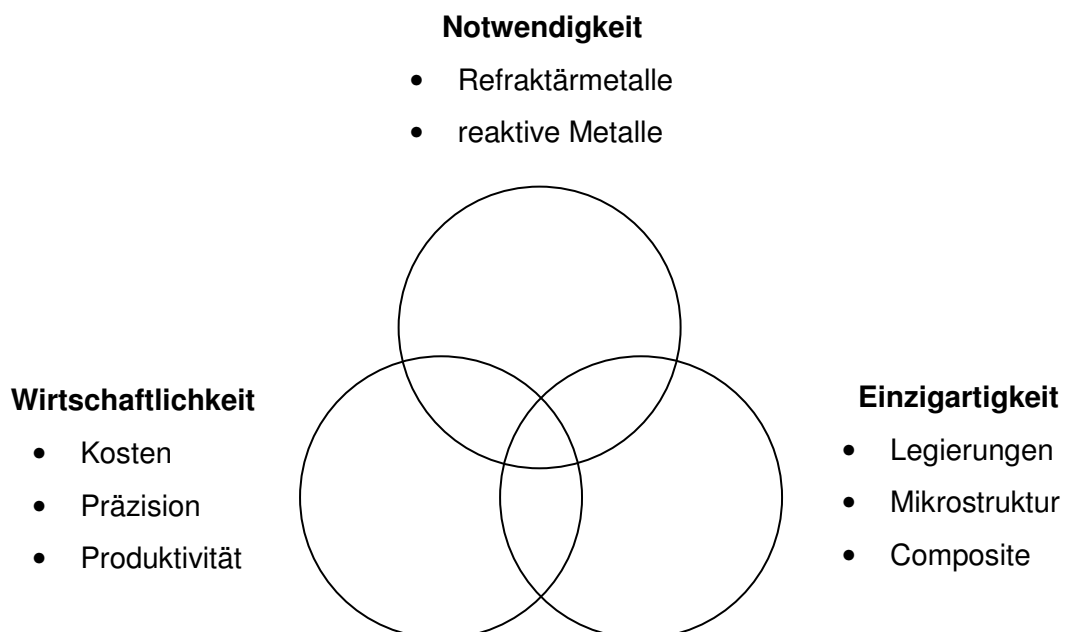 Notwendigkeit
• Refraktärmetalle
• reaktive Metalle
Wirtschaftlichkeit
• Kosten
• Präzision
• Produktivität
Einzigartigkeit
• Legierungen
• Mikrostruktur
• Composite